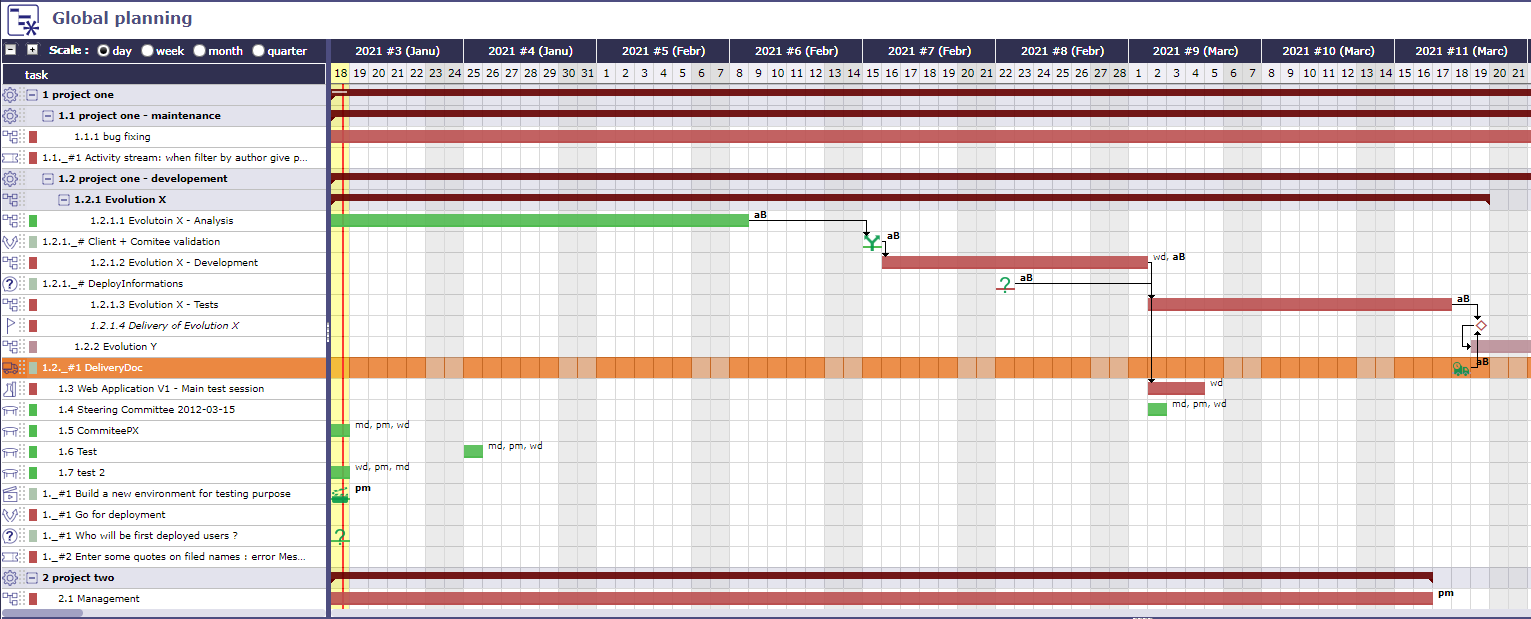 Global planning
Scale : day week month quarter
2021 #3 (Janu) 2021 #4 (Janu) 2021 #5 (Febr) 2021 #6 (Febr) 2021 #7 (Febr) 2021 #8 (Febr) 2021 #9 (Marc) 2021 #10 (Marc) 2021 #11 (Marc)
task
18 19 20 21 22 23 24 25 26 27 28 29 30 31 1 2 3 4 5 6 7 8 9 10 11 12 13 14 15 16 17 18 19 20 21 22 23 24 25 26 27 28 1 2 3 4 5 6 7 8 9 10 11 12 13 14 15 16 17 18 19 20 21
1 project one
1.1 project one - maintenance
1.1.1 bug fixing
1.1._#1 Activity stream: when filter by author give p...
1.2 project one - developement
1.2.1 Evolution X
1.2.1.1 Evolutoin X - Analysis aB
1.2.1._# Client + Comitee validation aB
1.2.1.2 Evolution X - Development wd, aB
1.2.1._# DeployInformations ? aB
1.2.1.3 Evolution X - Tests aB
1.2.1.4 Delivery of Evolution X
1.2.2 Evolution Y
1.2._#1 DeliveryDoc aB
1.3 Web Application V1 - Main test session wd
1.4 Steering Committee 2012-03-15 md, pm, wd
1.5 CommiteePX md, pm, wd
1.6 Test md, pm, wd
1.7 test 2 wd, pm, md
1._#1 Build a new environment for testing purpose pm
1._#1 Go for deployment
1._#1 Who will be first deployed users ? ?
1._#2 Enter some quotes on filed names : error Mes...
2 project two
2.1 Management pm